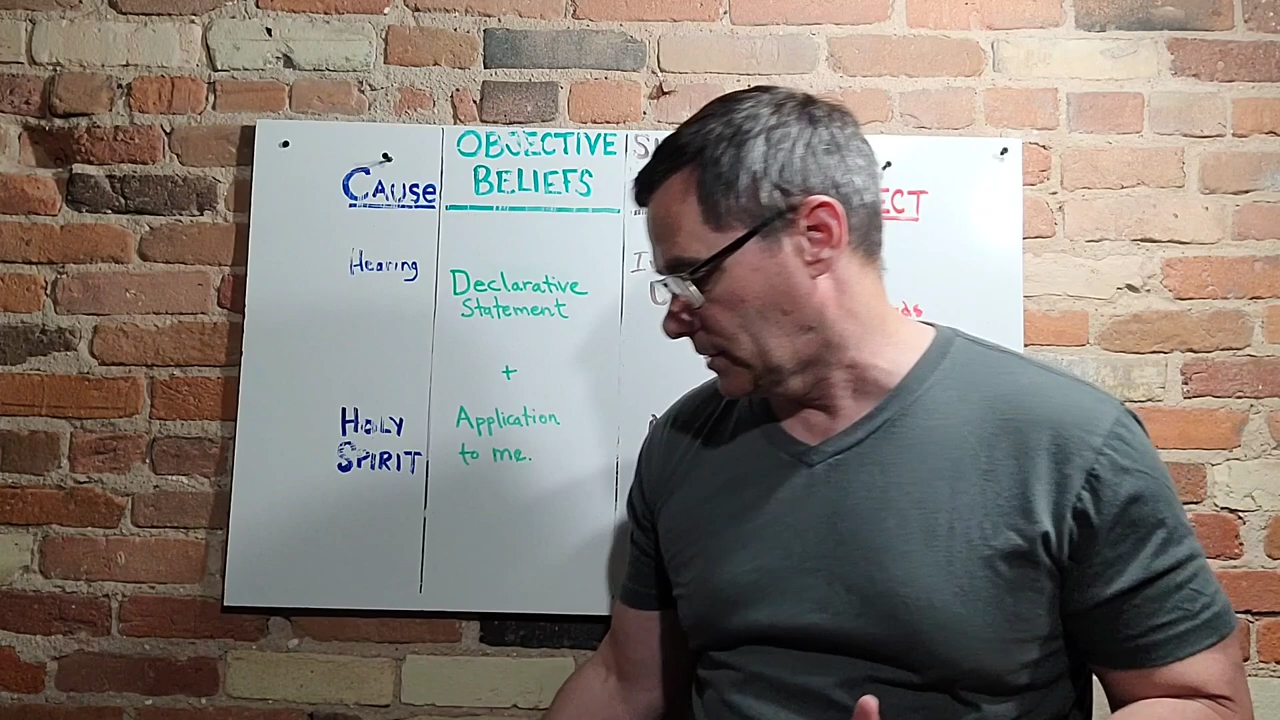 Cause
Hearing
HOLY
SPIRIT
OBJECTIVE
BELIEFS
Declarative
Statement
+
Application
to me.